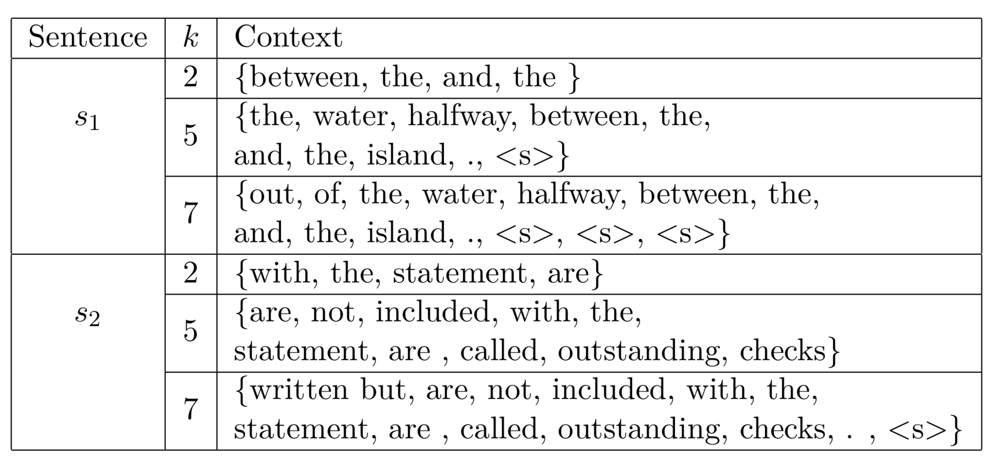 Sentence k Context
s1
2 {between, the, and, the }
5 {the, water, halfway, between, the,
and, the, island, ., <s>}
7 {out, of, the, water, halfway, between, the,
and, the, island, ., <s>, <s>, <s>}
s2
2 {with, the, statement, are}
5 {are, not, included, with, the,
statement, are , called, outstanding, checks}
7 {written but, are, not, included, with, the,
statement, are , called, outstanding, checks, . , <s>}